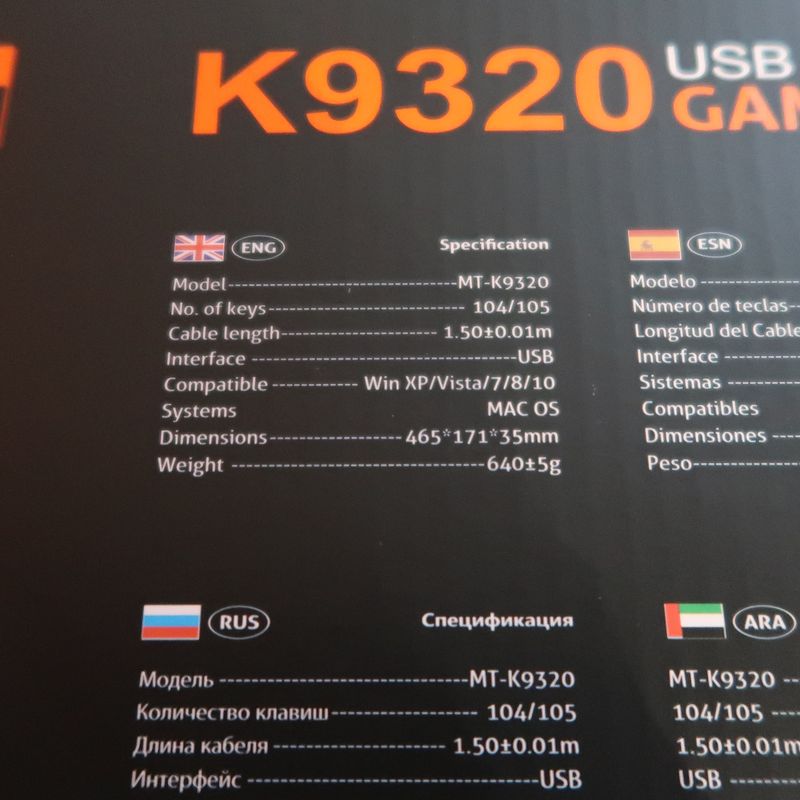 K9320 USB
GAM
ENG Specification
Model MT-K9320
No. of keys 104/105
Cable length 1.50±0.01m
Interface USB
Compatible Win XP/Vista/7/8/10
Systems MAC OS
Dimensions 465*171*35mm
Weight 640±5g
ESN
Modelo
Número de teclas
Longitud del Cable
Interface
Sistemas
Compatibles
Dimensiones
Peso
RUS Спецификация
Модель MT-K9320
Количество клавиш 104/105
Длина кабеля 1.50±0.01m
Интерфейс USB
ARA
MT-K9320
104/105
1.50±0.01m
USB